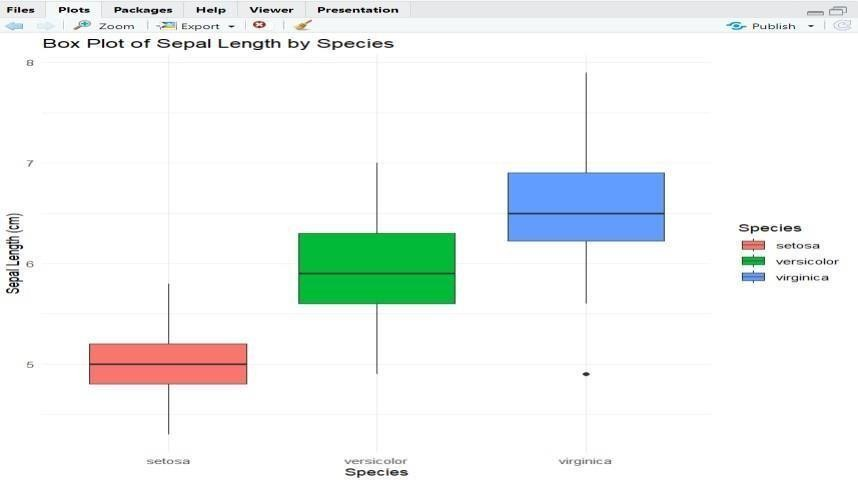 Files Plots Packages Help Viewer Presentation
Zoom Export Publish
Box Plot of Sepal Length by Species
8
7
6
5
Sepal Length (cm)
setosa versicolor virginica
Species
Species
setosa
versicolor
virginica